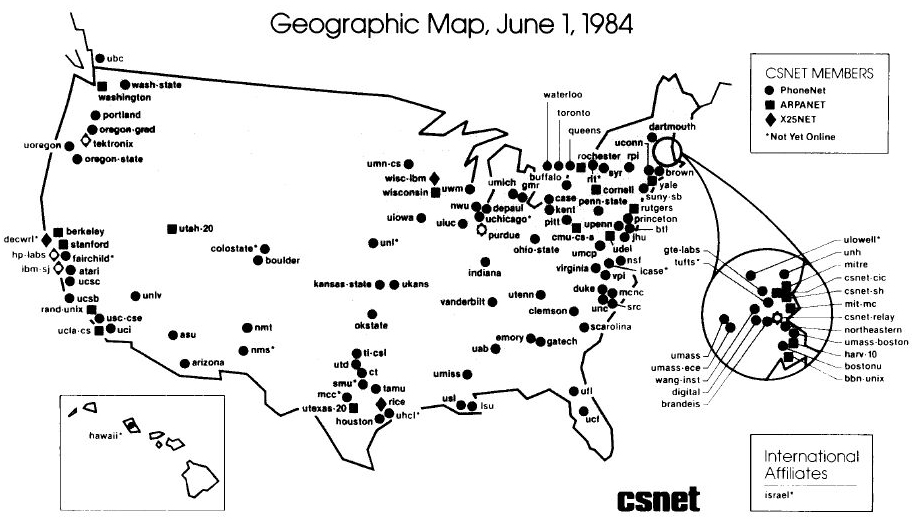 Geographic Map, June 1, 1984
CSNET MEMBERS
PhoneNet
ARPANET
X25NET
*Not Yet Online
ubc
wash-state
washington
portland
oregon-grad
tektronix
uoregon
oregon-state
berkeley
decwrl*
stanford
hp-labs
fairchild*
ibm-sj
atari
ucsc
ucsb
rand-unix
usc-cse
ucla-cs
uci
univ
utah-20
colostate*
boulder
asu
arizona
nmt
nms*
umn-cs
wisc-ibm
wisconsin
uwm
uiows
unl*
kansas-state
ukans
okstate
ti-csl
utd
ct
smu*
tamu
mcc*
rice
utexas-20
uhcl*
houston
usl
lsu
umiss
uab
emory
gatech
vanderbilt
utenn
clemson
scarolina
ufl
ucf
indiana
purdue
uiuc
nwu
depaul
uchicago*
umich
gmr
waterloo
toronto
queens
buffalo
rochester
rpi
rit*
syr
cornell
case
kent
penn-state
pitt
upenn
cmu-cs-a
ohio-state
umcp
udel
jhu
btl
princeton
rutgers
suny-sb
yale
brown
uconn
dartmouth
virginia
nsf
icase*
vpi
duke
mcnc
unc
src
gte-labs
tufts*
ulowell*
unh
mitre
csnet-cic
csnet-sh
mit-mc
csnet-relay
northeastern
umass-boston
harv-10
bostonu
bbn-unix
umass
umass-ece
wang-inst
digital
brandeis
hawaii*
International
Affiliates
israel*
csnet